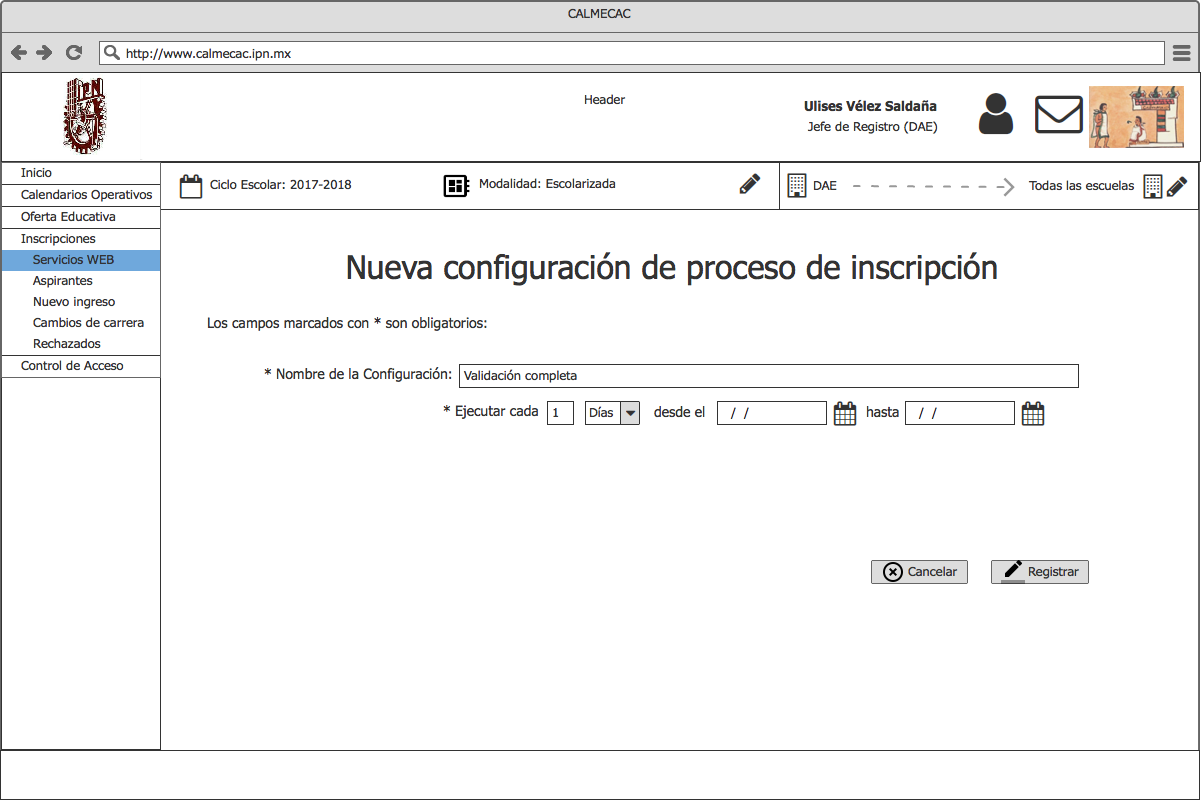 CALMECAC
http://www.calmecac.ipn.mx
IPN
Header
Ulises Vélez Saldaña
Jefe de Registro (DAE)
Inicio
Calendarios Operativos
Oferta Educativa
Inscripciones
Servicios WEB
Aspirantes
Nuevo ingreso
Cambios de carrera
Rechazados
Control de Acceso
Ciclo Escolar: 2017-2018
Modalidad: Escolarizada
DAE
Todas las escuelas
Nueva configuración de proceso de inscripción
Los campos marcados con * son obligatorios:
* Nombre de la Configuración: Validación completa
* Ejecutar cada 1 Días desde el / / hasta / /
Cancelar Registrar